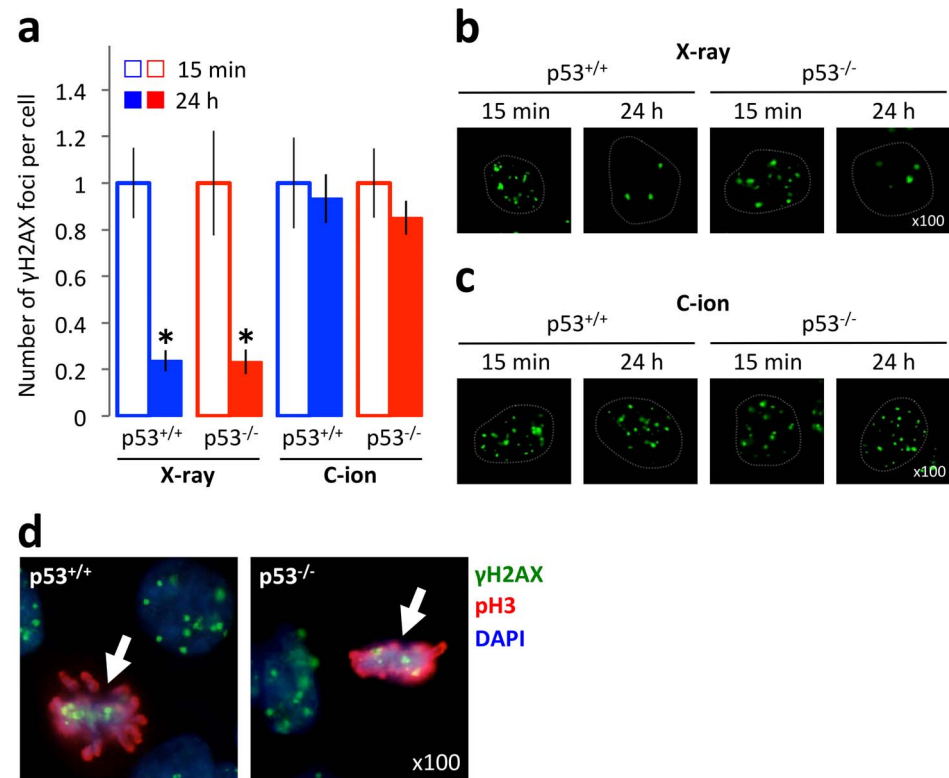 a
Number of γH2AX foci per cell
1.4
1.2
1
0.8
0.6
0.4
0.2
0
15 min
24 h
* *
p53+/+ p53-/- p53+/+ p53-/-
X-ray C-ion
b
X-ray
p53+/+ p53-/-
15 min 24 h 15 min 24 h
x100
c
C-ion
p53+/+ p53-/-
15 min 24 h 15 min 24 h
x100
d
p53+/+ p53-/-
γH2AX
pH3
DAPI
x100